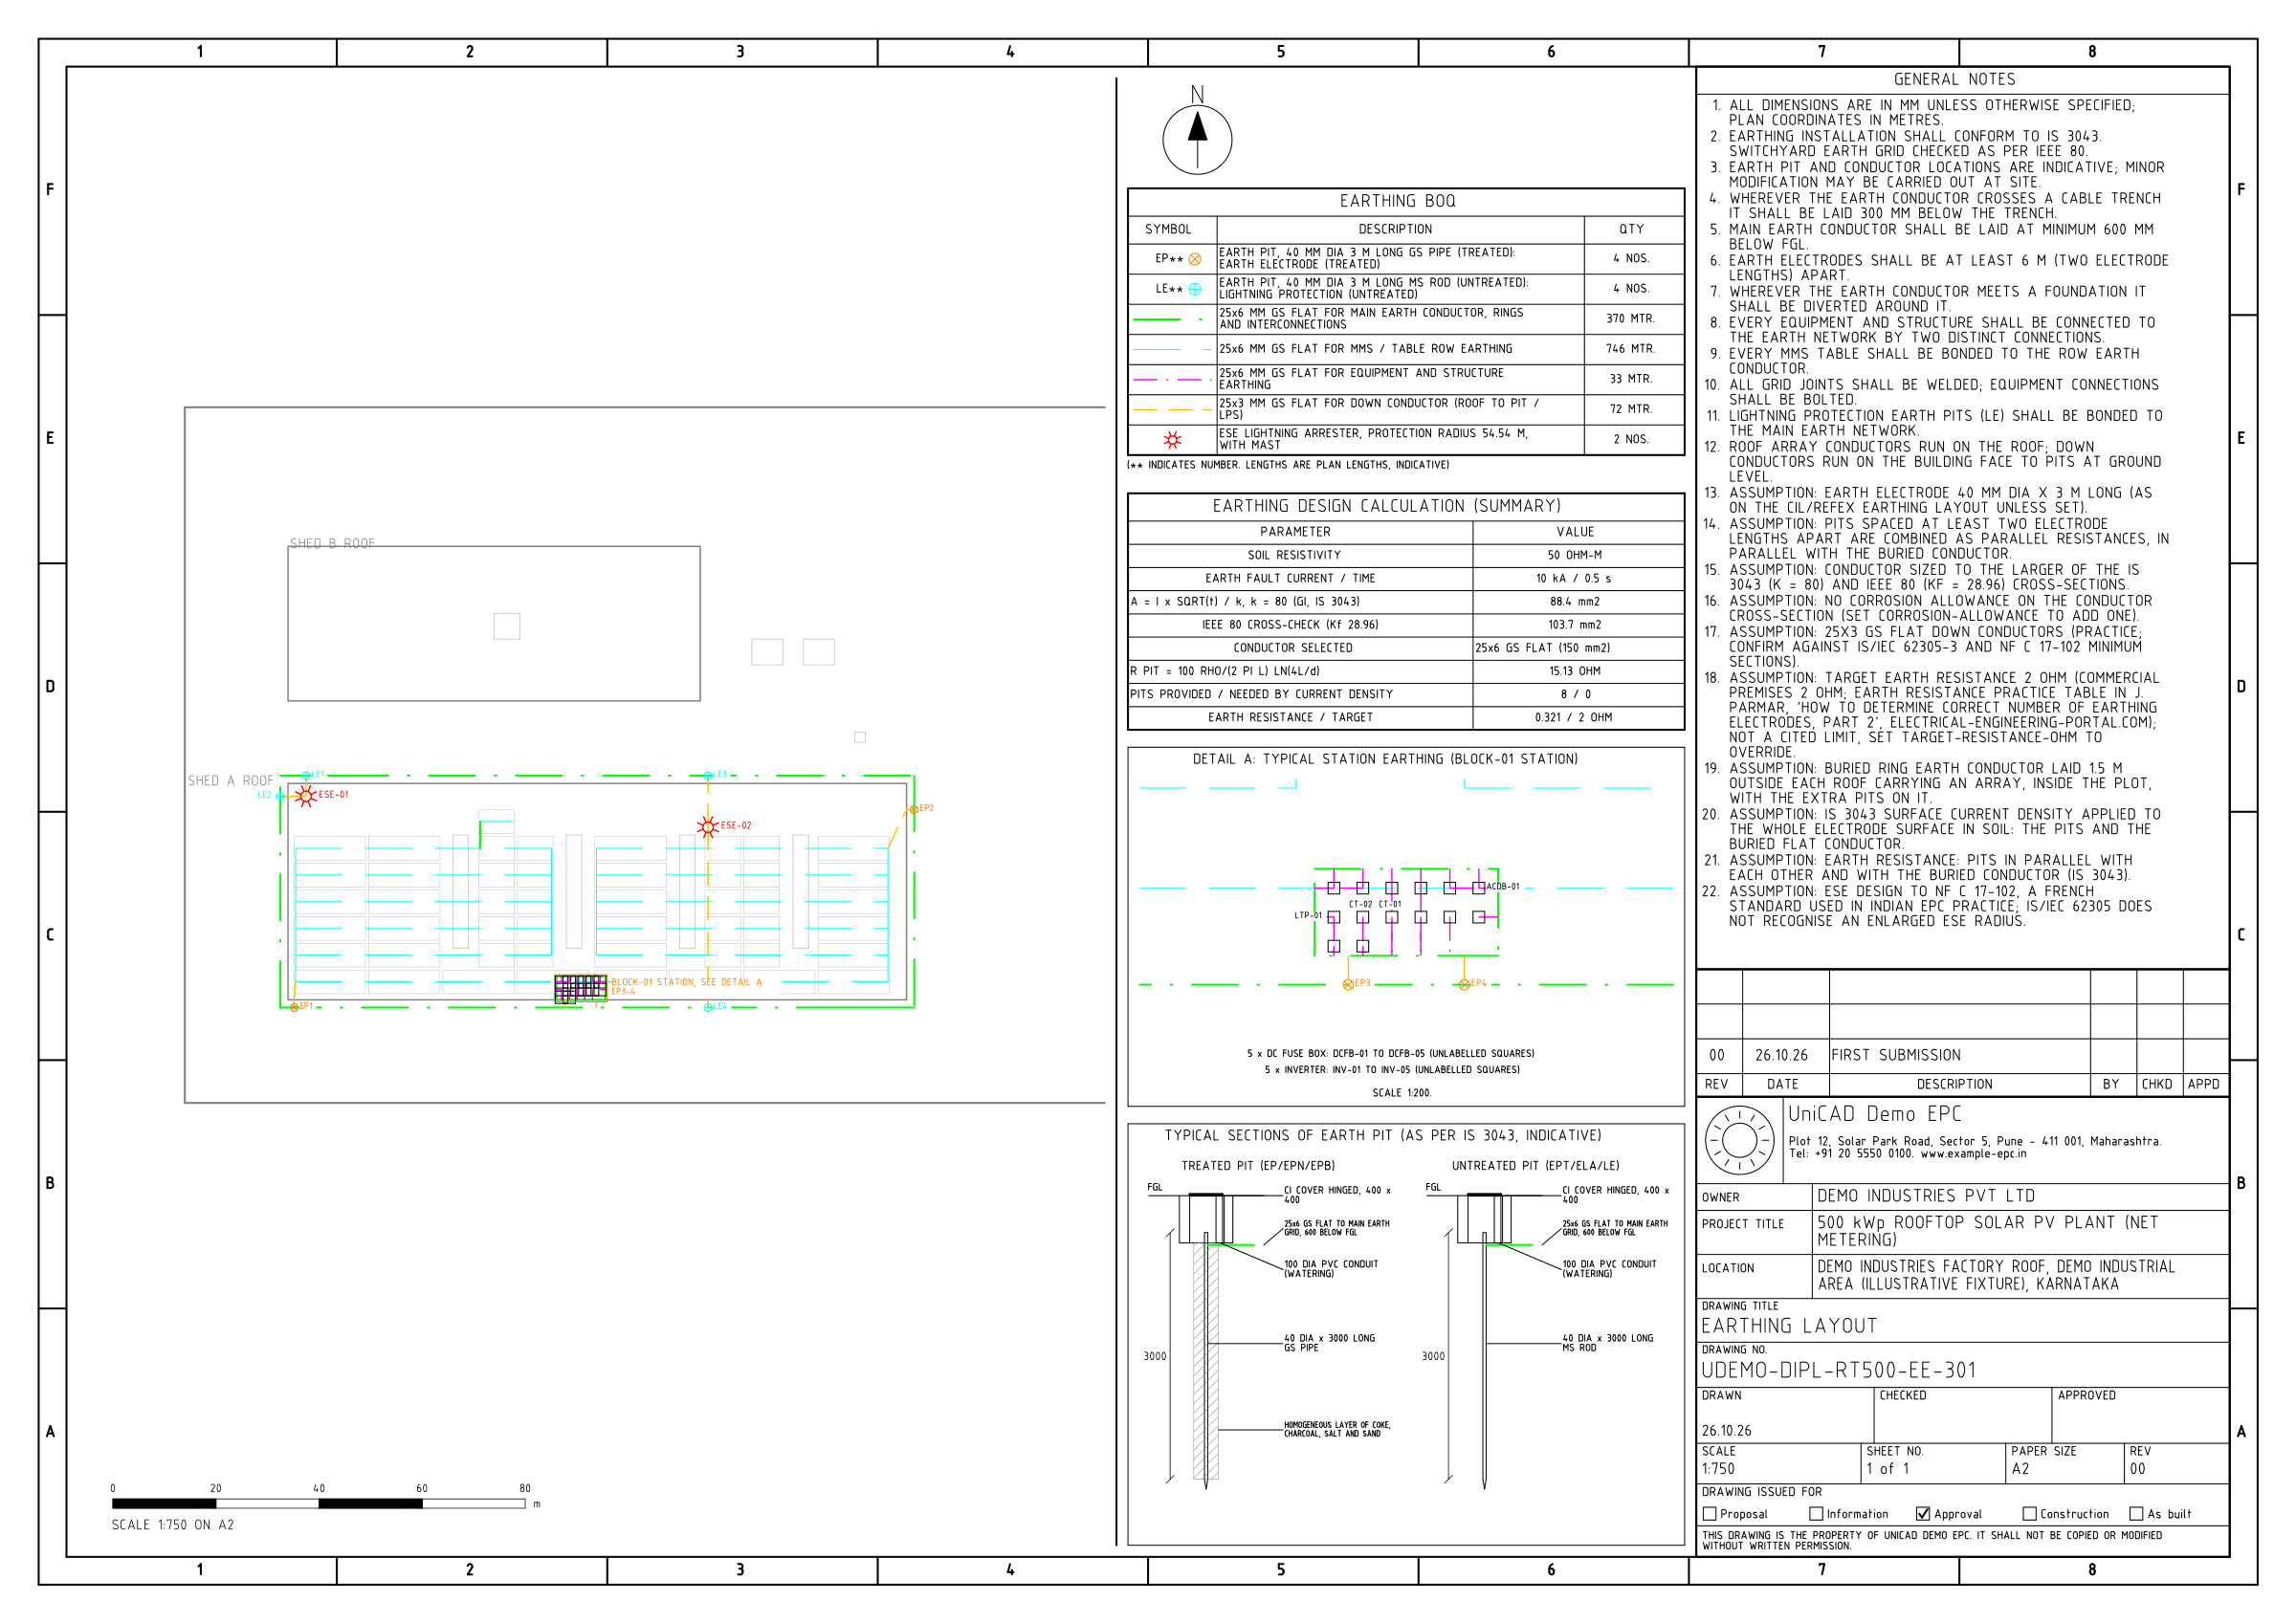 1 2 3 4 5 6 7 8
F
E
D
C
B
A
SHED B ROOF
SHED A ROOF
LE1
LE2
ESE-01
LE3
ESE-02
EP2
BLOCK-01 STATION, SEE DETAIL A
EP3-4
EP1
LE4
0 20 40 60 80 m
SCALE 1:750 ON A2
N
EARTHING BOQ
SYMBOL DESCRIPTION QTY
EP** EARTH PIT, 40 MM DIA 3 M LONG GS PIPE (TREATED): 4 NOS.
EARTH ELECTRODE (TREATED)
LE** EARTH PIT, 40 MM DIA 3 M LONG MS ROD (UNTREATED): 4 NOS.
LIGHTNING PROTECTION (UNTREATED)
25x6 MM GS FLAT FOR MAIN EARTH CONDUCTOR, RINGS 370 MTR.
AND INTERCONNECTIONS
25x6 MM GS FLAT FOR MMS / TABLE ROW EARTHING 746 MTR.
25x6 MM GS FLAT FOR EQUIPMENT AND STRUCTURE 33 MTR.
EARTHING
25x3 MM GS FLAT FOR DOWN CONDUCTOR (ROOF TO PIT / 72 MTR.
LPS)
ESE LIGHTNING ARRESTER, PROTECTION RADIUS 54.54 M, 2 NOS.
WITH MAST
(** INDICATES NUMBER. LENGTHS ARE PLAN LENGTHS, INDICATIVE)
EARTHING DESIGN CALCULATION (SUMMARY)
PARAMETER VALUE
SOIL RESISTIVITY 50 OHM-M
EARTH FAULT CURRENT / TIME 10 kA / 0.5 s
A = I x SQRT(t) / k, k = 80 (GI, IS 3043) 88.4 mm2
IEEE 80 CROSS-CHECK (Kf 28.96) 103.7 mm2
CONDUCTOR SELECTED 25x6 GS FLAT (150 mm2)
R PIT = 100 RHO/(2 PI L) LN(4L/d) 15.13 OHM
PITS PROVIDED / NEEDED BY CURRENT DENSITY 8 / 0
EARTH RESISTANCE / TARGET 0.321 / 2 OHM
DETAIL A: TYPICAL STATION EARTHING (BLOCK-01 STATION)
ACDB-01
CT-02 CT-01
LTP-01
EP3 EP4
5 x DC FUSE BOX: DCFB-01 TO DCFB-05 (UNLABELLED SQUARES)
5 x INVERTER: INV-01 TO INV-05 (UNLABELLED SQUARES)
SCALE 1:200.
TYPICAL SECTIONS OF EARTH PIT (AS PER IS 3043, INDICATIVE)
TREATED PIT (EP/EPN/EPB)
FGL
CI COVER HINGED, 400 x
400
25x6 GS FLAT TO MAIN EARTH
GRID, 600 BELOW FGL
100 DIA PVC CONDUIT
(WATERING)
40 DIA x 3000 LONG
GS PIPE
3000
HOMOGENEOUS LAYER OF COKE,
CHARCOAL, SALT AND SAND
UNTREATED PIT (EPT/ELA/LE)
FGL
CI COVER HINGED, 400 x
400
25x6 GS FLAT TO MAIN EARTH
GRID, 600 BELOW FGL
100 DIA PVC CONDUIT
(WATERING)
40 DIA x 3000 LONG
MS ROD
3000
GENERAL NOTES
1. ALL DIMENSIONS ARE IN MM UNLESS OTHERWISE SPECIFIED;
PLAN COORDINATES IN METRES.
2. EARTHING INSTALLATION SHALL CONFORM TO IS 3043.
SWITCHYARD EARTH GRID CHECKED AS PER IEEE 80.
3. EARTH PIT AND CONDUCTOR LOCATIONS ARE INDICATIVE; MINOR
MODIFICATION MAY BE CARRIED OUT AT SITE.
4. WHEREVER THE EARTH CONDUCTOR CROSSES A CABLE TRENCH
IT SHALL BE LAID 300 MM BELOW THE TRENCH.
5. MAIN EARTH CONDUCTOR SHALL BE LAID AT MINIMUM 600 MM
BELOW FGL.
6. EARTH ELECTRODES SHALL BE AT LEAST 6 M (TWO ELECTRODE
LENGTHS) APART.
7. WHEREVER THE EARTH CONDUCTOR MEETS A FOUNDATION IT
SHALL BE DIVERTED AROUND IT.
8. EVERY EQUIPMENT AND STRUCTURE SHALL BE CONNECTED TO
THE EARTH NETWORK BY TWO DISTINCT CONNECTIONS.
9. EVERY MMS TABLE SHALL BE BONDED TO THE ROW EARTH
CONDUCTOR.
10. ALL GRID JOINTS SHALL BE WELDED; EQUIPMENT CONNECTIONS
SHALL BE BOLTED.
11. LIGHTNING PROTECTION EARTH PITS (LE) SHALL BE BONDED TO
THE MAIN EARTH NETWORK.
12. ROOF ARRAY CONDUCTORS RUN ON THE ROOF; DOWN
CONDUCTORS RUN ON THE BUILDING FACE TO PITS AT GROUND
LEVEL.
13. ASSUMPTION: EARTH ELECTRODE 40 MM DIA X 3 M LONG (AS
ON THE CIL/REFEX EARTHING LAYOUT UNLESS SET).
14. ASSUMPTION: PITS SPACED AT LEAST TWO ELECTRODE
LENGTHS APART ARE COMBINED AS PARALLEL RESISTANCES, IN
PARALLEL WITH THE BURIED CONDUCTOR.
15. ASSUMPTION: CONDUCTOR SIZED TO THE LARGER OF THE IS
3043 (K = 80) AND IEEE 80 (KF = 28.96) CROSS-SECTIONS.
16. ASSUMPTION: NO CORROSION ALLOWANCE ON THE CONDUCTOR
CROSS-SECTION (SET CORROSION-ALLOWANCE TO ADD ONE).
17. ASSUMPTION: 25X3 GS FLAT DOWN CONDUCTORS (PRACTICE;
CONFIRM AGAINST IS/IEC 62305-3 AND NF C 17-102 MINIMUM
SECTIONS).
18. ASSUMPTION: TARGET EARTH RESISTANCE 2 OHM (COMMERCIAL
PREMISES 2 OHM; EARTH RESISTANCE PRACTICE TABLE IN J.
PARMAR, 'HOW TO DETERMINE CORRECT NUMBER OF EARTHING
ELECTRODES, PART 2', ELECTRICAL-ENGINEERING-PORTAL.COM);
NOT A CITED LIMIT, SET TARGET-RESISTANCE-OHM TO
OVERRIDE.
19. ASSUMPTION: BURIED RING EARTH CONDUCTOR LAID 1.5 M
OUTSIDE EACH ROOF CARRYING AN ARRAY, INSIDE THE PLOT,
WITH THE EXTRA PITS ON IT.
20. ASSUMPTION: IS 3043 SURFACE CURRENT DENSITY APPLIED TO
THE WHOLE ELECTRODE SURFACE IN SOIL: THE PITS AND THE
BURIED FLAT CONDUCTOR.
21. ASSUMPTION: EARTH RESISTANCE: PITS IN PARALLEL WITH
EACH OTHER AND WITH THE BURIED CONDUCTOR (IS 3043).
22. ASSUMPTION: ESE DESIGN TO NF C 17-102, A FRENCH
STANDARD USED IN INDIAN EPC PRACTICE; IS/IEC 62305 DOES
NOT RECOGNISE AN ENLARGED ESE RADIUS.
00 26.10.26 FIRST SUBMISSION
REV DATE DESCRIPTION BY CHKD APPD
UniCAD Demo EPC
Plot 12, Solar Park Road, Sector 5, Pune - 411 001, Maharashtra.
Tel: +91 20 5550 0100. www.example-epc.in
OWNER DEMO INDUSTRIES PVT LTD
PROJECT TITLE 500 kWp ROOFTOP SOLAR PV PLANT (NET
METERING)
LOCATION DEMO INDUSTRIES FACTORY ROOF, DEMO INDUSTRIAL
AREA (ILLUSTRATIVE FIXTURE), KARNATAKA
DRAWING TITLE
EARTHING LAYOUT
DRAWING NO.
UDEMO-DIPL-RT500-EE-301
DRAWN CHECKED APPROVED
26.10.26
SCALE SHEET NO. PAPER SIZE REV
1:750 1 of 1 A2 00
DRAWING ISSUED FOR
Proposal Information Approval Construction As built
THIS DRAWING IS THE PROPERTY OF UNICAD DEMO EPC. IT SHALL NOT BE COPIED OR MODIFIED
WITHOUT WRITTEN PERMISSION.
F
E
D
C
B
A
1 2 3 4 5 6 7 8